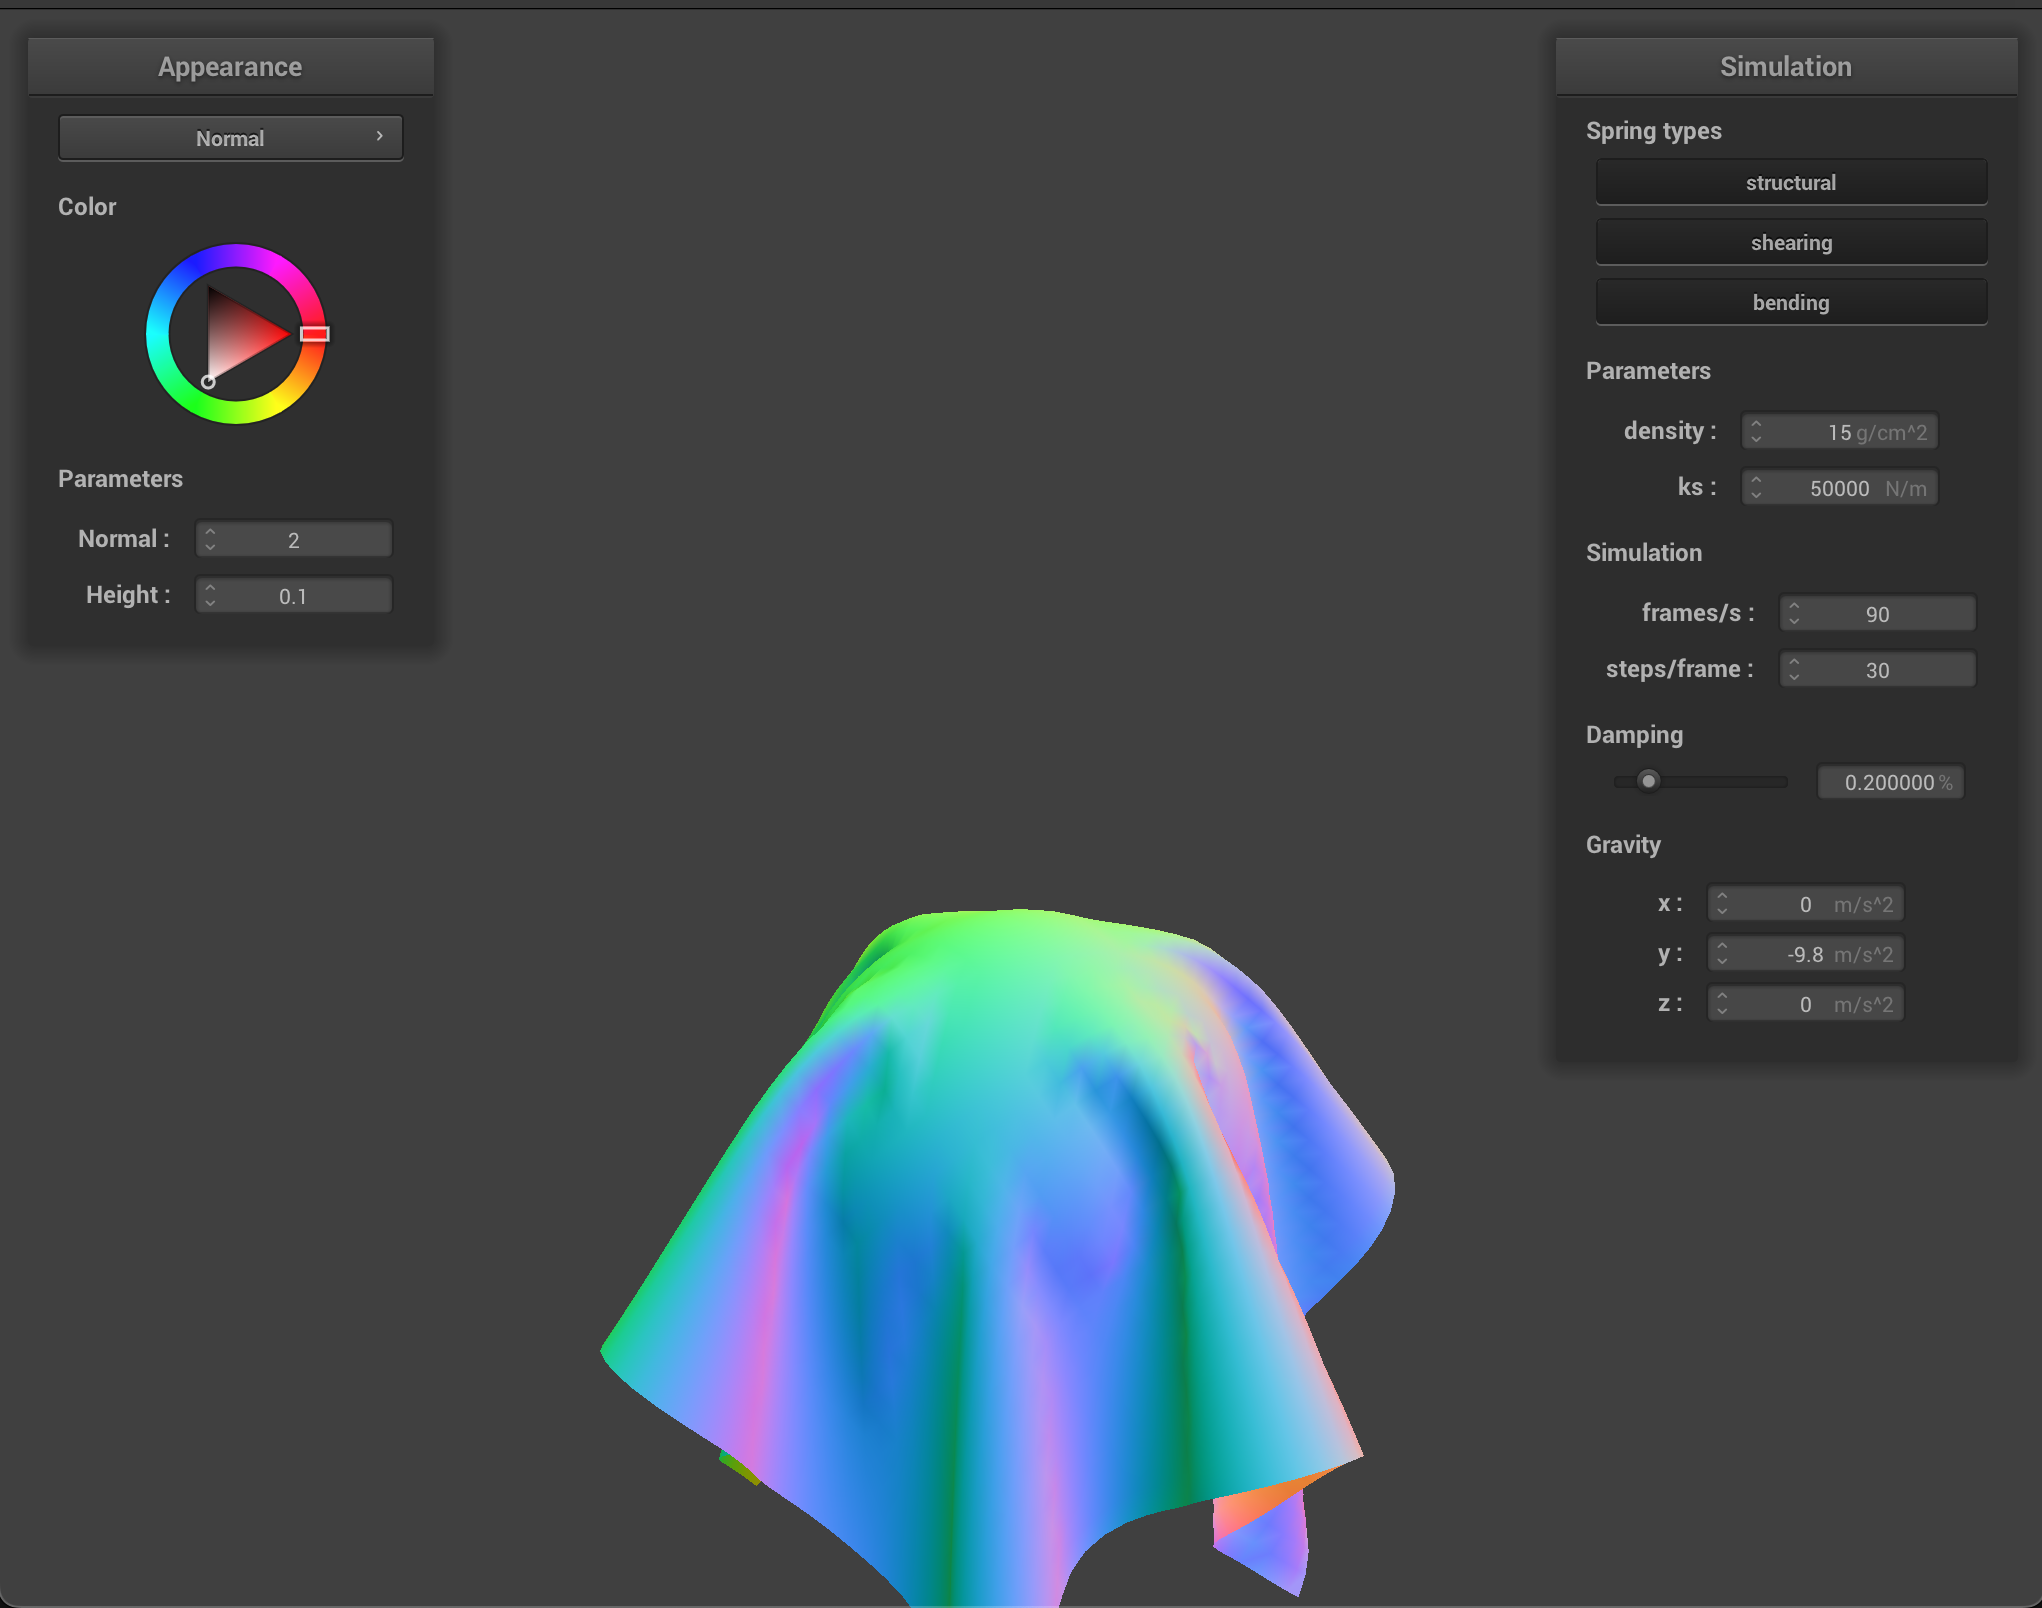 Appearance
Normal
Color
Parameters
Normal : 2
Height : 0.1
Simulation
Spring types
structural
shearing
bending
Parameters
density : 15 g/cm^2
ks : 50000 N/m
Simulation
frames/s : 90
steps/frame : 30
Damping
0.200000 %
Gravity
x : 0 m/s^2
y : -9.8 m/s^2
z : 0 m/s^2